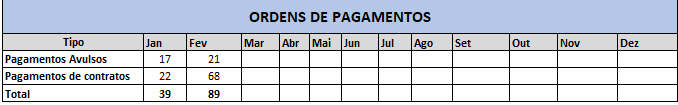 ORDENS DE PAGAMENTOS
Tipo Jan Fev Mar Abr Mai Jun Jul Ago Set Out Nov Dez
Pagamentos Avulsos 17 21
Pagamentos de contratos 22 68
Total 39 89